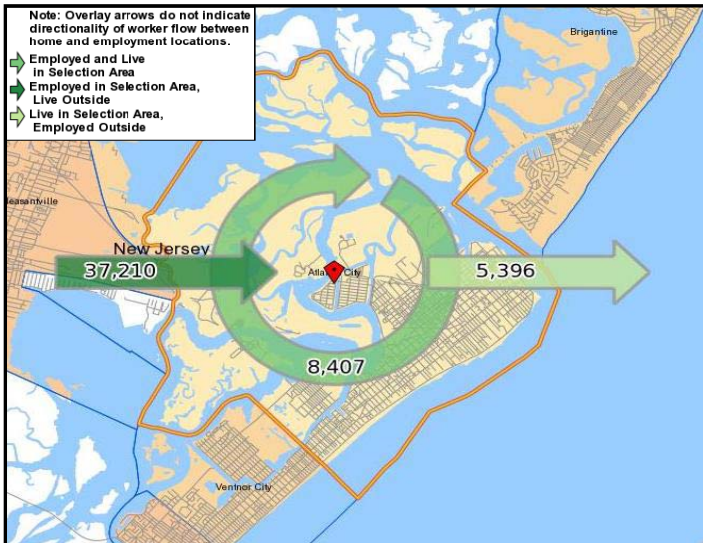 Note: Overlay arrows do not indicate
directionality of worker flow between
home and employment locations.
Employed and Live
in Selection Area
Employed in Selection Area,
Live Outside
Live in Selection Area,
Employed Outside
Brigantine
leasantville
New Jersey
37,210
Atlantic City
5,396
8,407
Ventnor City